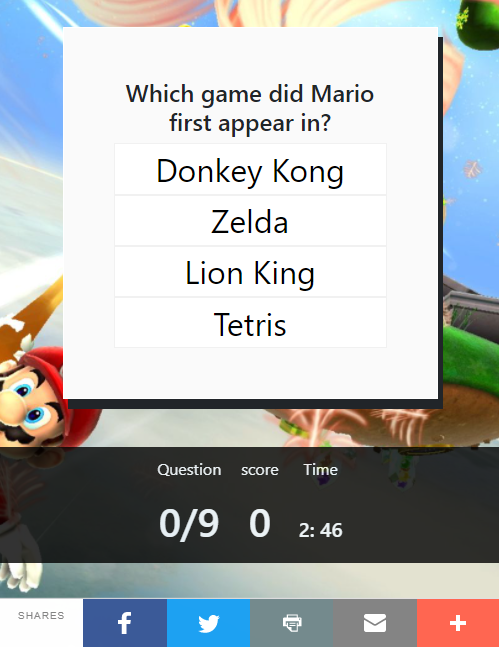 Which game did Mario
first appear in?
Donkey Kong
Zelda
Lion King
Tetris
Question score Time
0/9 0 2: 46
SHARES